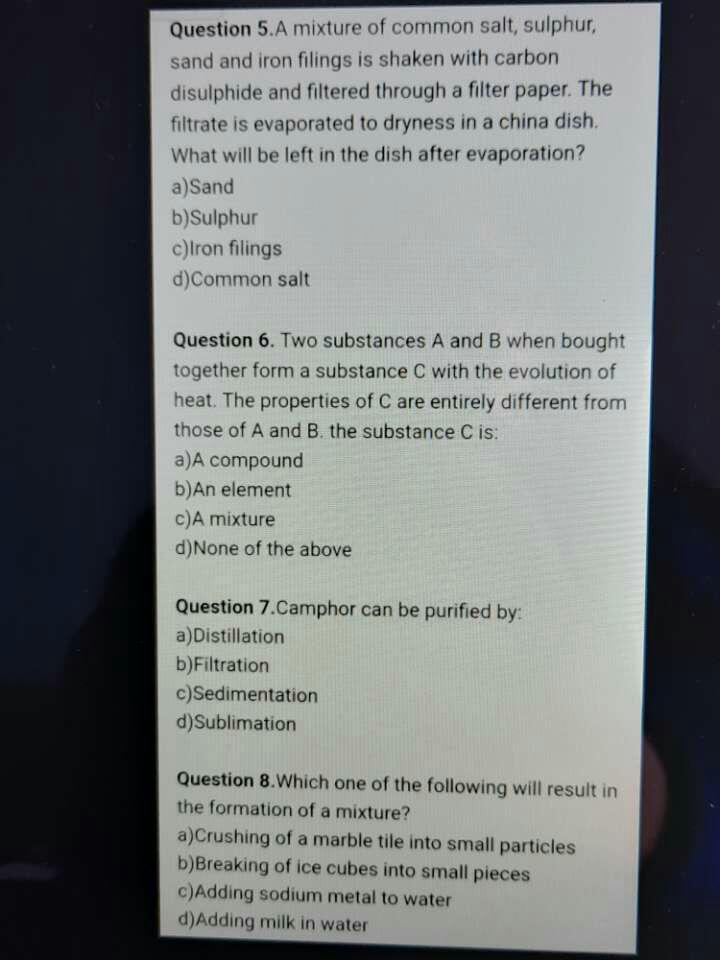 Question 5.A mixture of common salt, sulphur,
sand and iron filings is shaken with carbon
disulphide and filtered through a filter paper. The
filtrate is evaporated to dryness in a china dish.
What will be left in the dish after evaporation?
a)Sand
b)Sulphur
c)Iron filings
d)Common salt
Question 6. Two substances A and B when bought
together form a substance C with the evolution of
heat. The properties of C are entirely different from
those of A and B. the substance C is:
a)A compound
b)An element
c)A mixture
d)None of the above
Question 7.Camphor can be purified by:
a)Distillation
b)Filtration
c)Sedimentation
d)Sublimation
Question 8.Which one of the following will result in
the formation of a mixture?
a)Crushing of a marble tile into small particles
b)Breaking of ice cubes into small pieces
c)Adding sodium metal to water
d)Adding milk in water